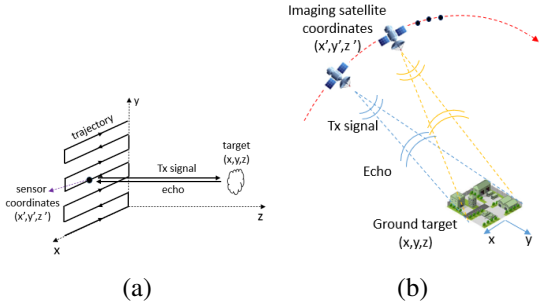 y
trajectory
Tx signal
echo
target
(x,y,z)
sensor
coordinates
(x',y',z ')
z
x
(a)
Imaging satellite
coordinates
(x',y',z ')
Tx signal
Echo
Ground target
(x,y,z)
x
y
(b)